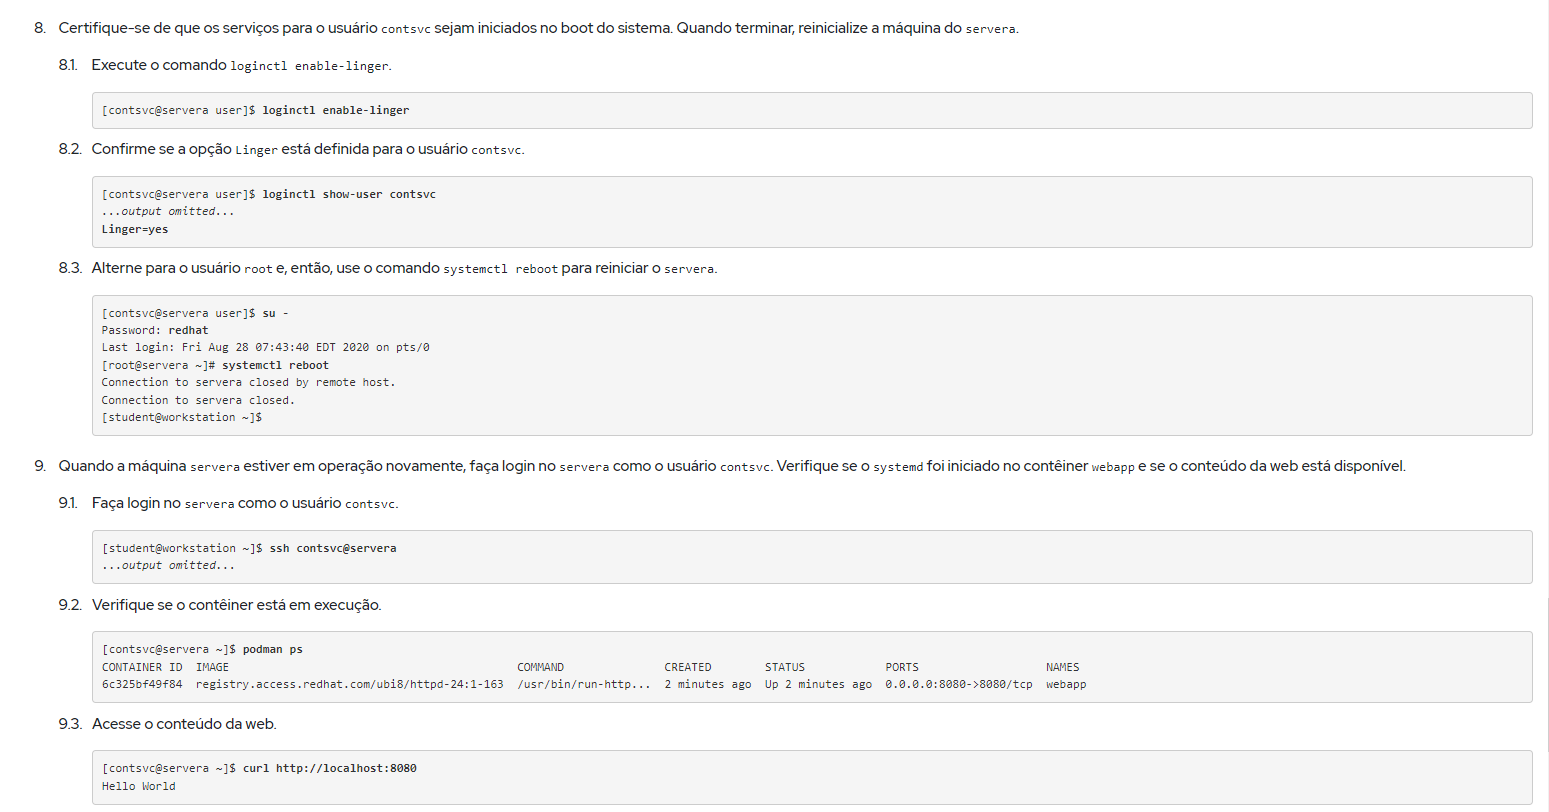 8. Certifique-se de que os serviços para o usuário contsvc sejam iniciados no boot do sistema. Quando terminar, reinicialize a máquina do servera.
8.1. Execute o comando loginctl enable-linger.
[contsvc@servera user]$ loginctl enable-linger
8.2. Confirme se a opção Linger está definida para o usuário contsvc.
[contsvc@servera user]$ loginctl show-user contsvc
...output omitted...
Linger=yes
8.3. Alterne para o usuário root e, então, use o comando systemctl reboot para reiniciar o servera.
[contsvc@servera user]$ su -
Password: redhat
Last login: Fri Aug 28 07:43:40 EDT 2020 on pts/0
[root@servera ~]# systemctl reboot
Connection to servera closed by remote host.
Connection to servera closed.
[student@workstation ~]$
9. Quando a máquina servera estiver em operação novamente, faça login no servera como o usuário contsvc. Verifique se o systemd foi iniciado no contêiner webapp e se o conteúdo da web está disponível.
9.1. Faça login no servera como o usuário contsvc.
[student@workstation ~]$ ssh contsvc@servera
...output omitted...
9.2. Verifique se o contêiner está em execução.
[contsvc@servera ~]$ podman ps
CONTAINER ID IMAGE COMMAND CREATED STATUS PORTS NAMES
6c325bf49f84 registry.access.redhat.com/ubi8/httpd-24:1-163 /usr/bin/run-http... 2 minutes ago Up 2 minutes ago 0.0.0.0:8080->8080/tcp webapp
9.3. Acesse o conteúdo da web.
[contsvc@servera ~]$ curl http://localhost:8080
Hello World